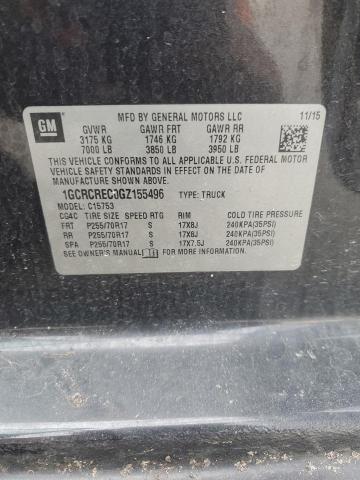 GM
MFD BY GENERAL MOTORS LLC 11/15
GVWR GAWR FRT GAWR RR
3175 KG 1746 KG 1792 KG
7000 LB 3850 LB 3950 LB
THIS VEHICLE CONFORMS TO ALL APPLICABLE U.S. FEDERAL MOTOR
VEHICLE SAFETY AND THEFT PREVENTION STANDARDS IN EFFECT ON
THE DATE OF MANUFACTURE SHOWN ABOVE.
1GCRCREC3GZ155496 TYPE: TRUCK
MODEL: C15753
CG4C TIRE SIZE SPEED RTG RIM COLD TIRE PRESSURE
FRT P255/70R17 S 17X8J 240KPA(35PSI)
RR P255/70R17 S 17X8J 240KPA(35PSI)
SPA P255/70R17 S 17X7.5J 240KPA(35PSI)
SEE OWNER'S MANUAL FOR MORE INFORMATION.